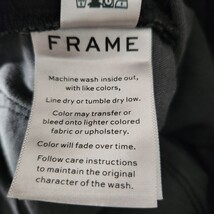 FRAME
Machine wash inside out,
with like colors,
Line dry or tumble dry low.
Color may transfer or
bleed onto lighter colored
fabric or upholstery.
Color will fade over time.
Follow care instructions
to maintain the original
character of the wash.